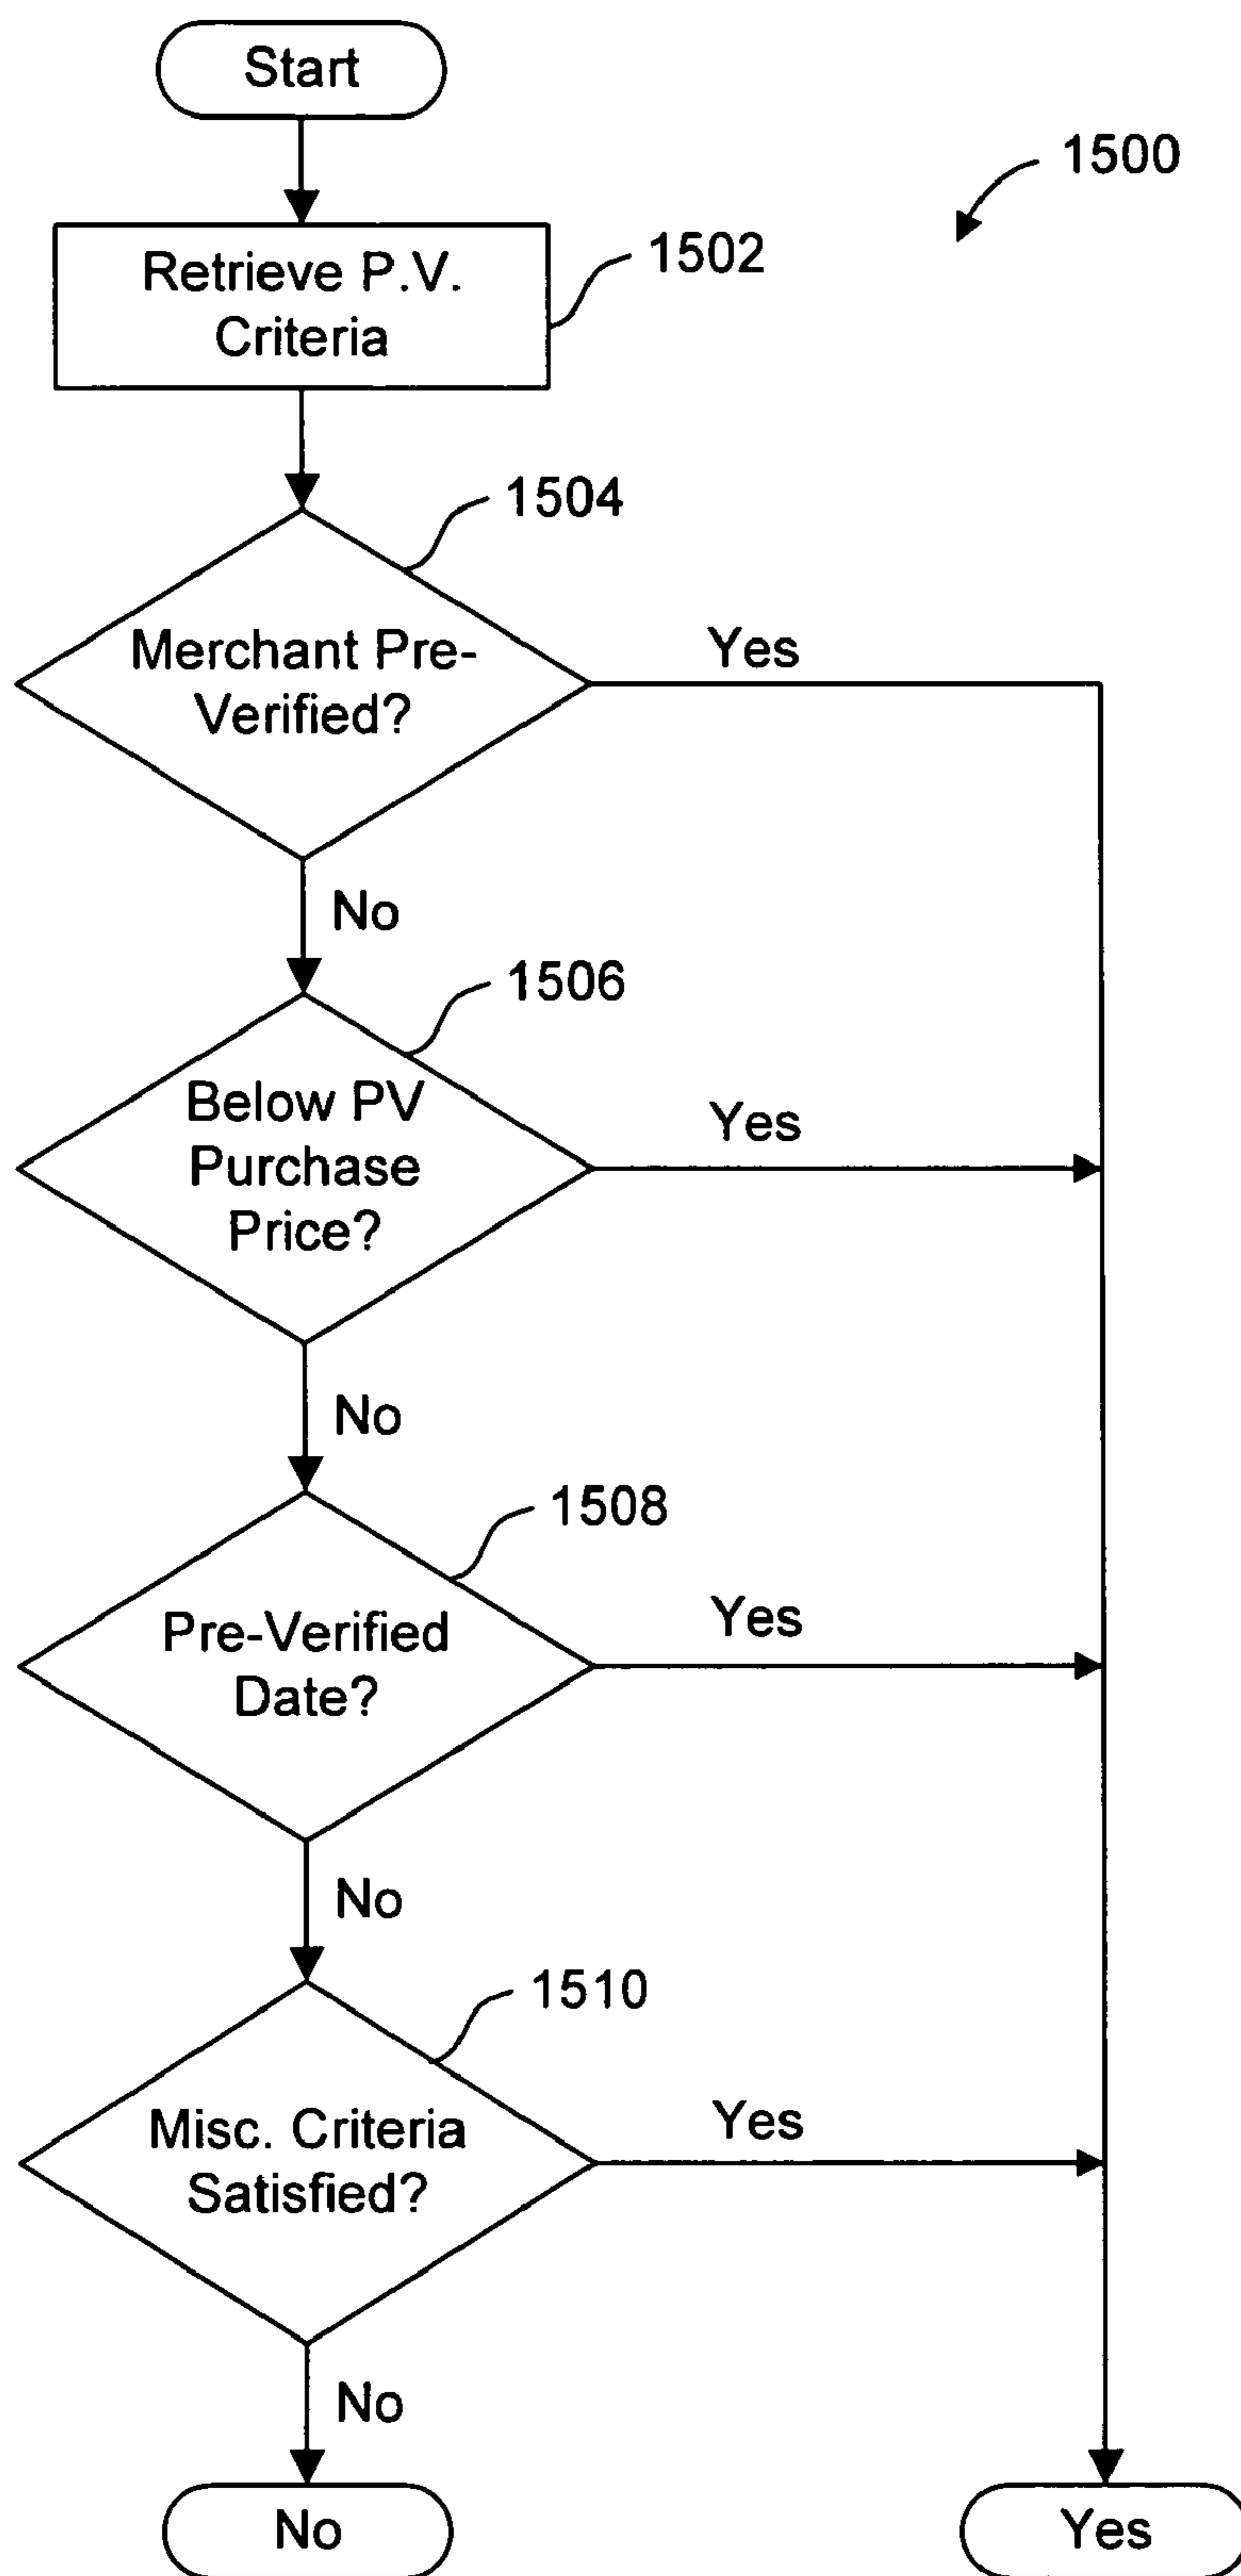 Start
1500
Retrieve P.V.
Criteria
1502
1504
Merchant Pre-
Verified?
Yes
No
1506
Below PV
Purchase
Price?
Yes
No
1508
Pre-Verified
Date?
Yes
No
1510
Misc. Criteria
Satisfied?
Yes
No
No
Yes